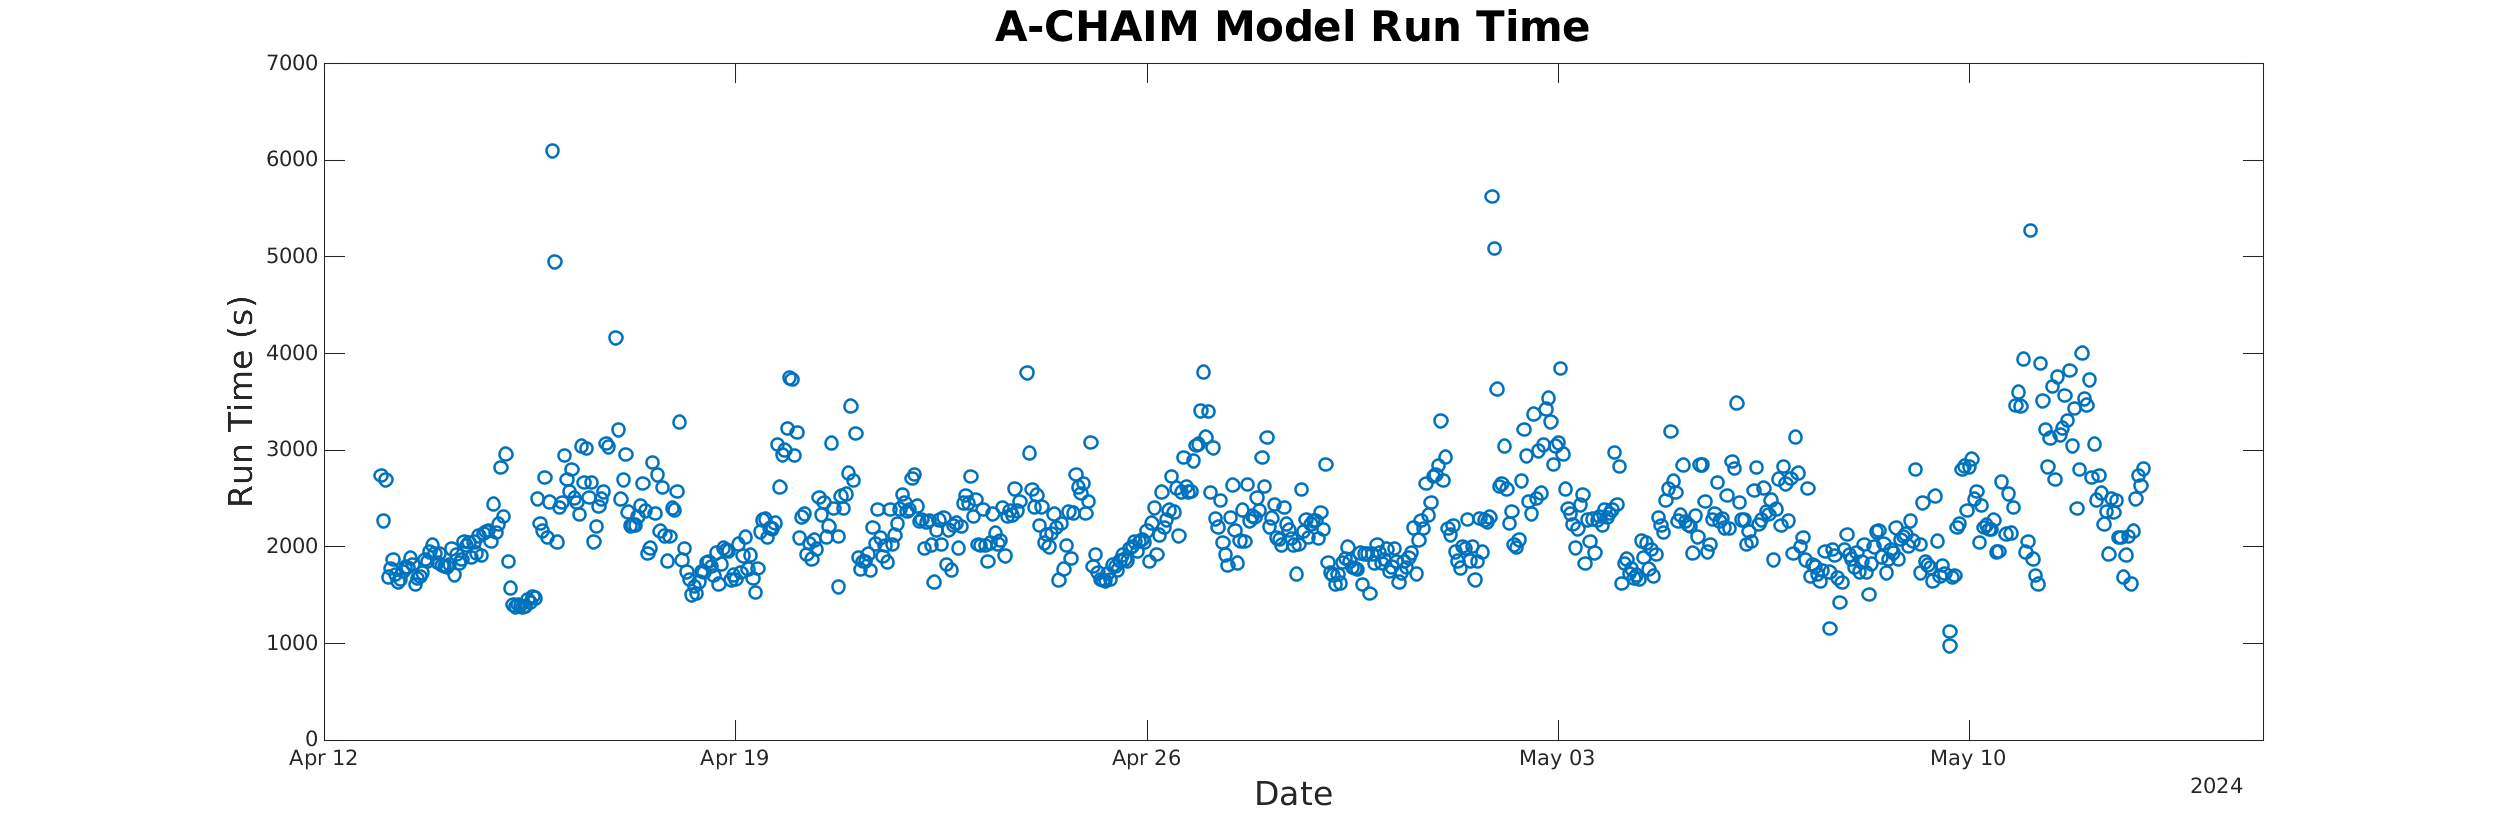 A-CHAIM Model Run Time
7000
6000
5000
4000
3000
2000
1000
0
Run Time (s)
Apr 12
Apr 19
Apr 26
May 03
May 10
2024
Date